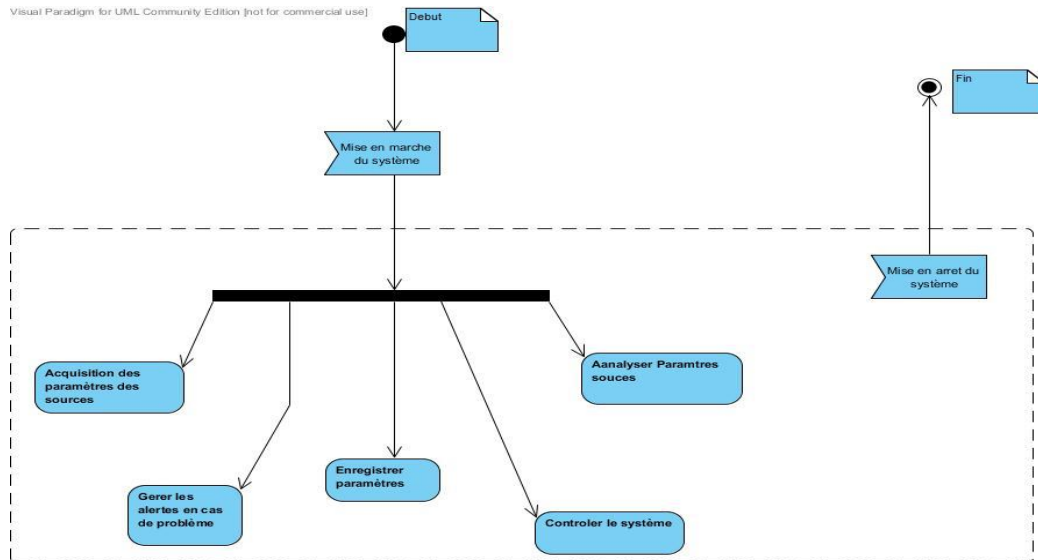 Visual Paradigm for UML Community Edition [not for commercial use]
Debut
Fin
Mise en marche
du système
Mise en arret du
système
Acquisition des
paramètres des
sources
Aanalyser Paramtres
souces
Gerer les
alertes en cas
de problème
Enregistrer
paramètres
Controler le système